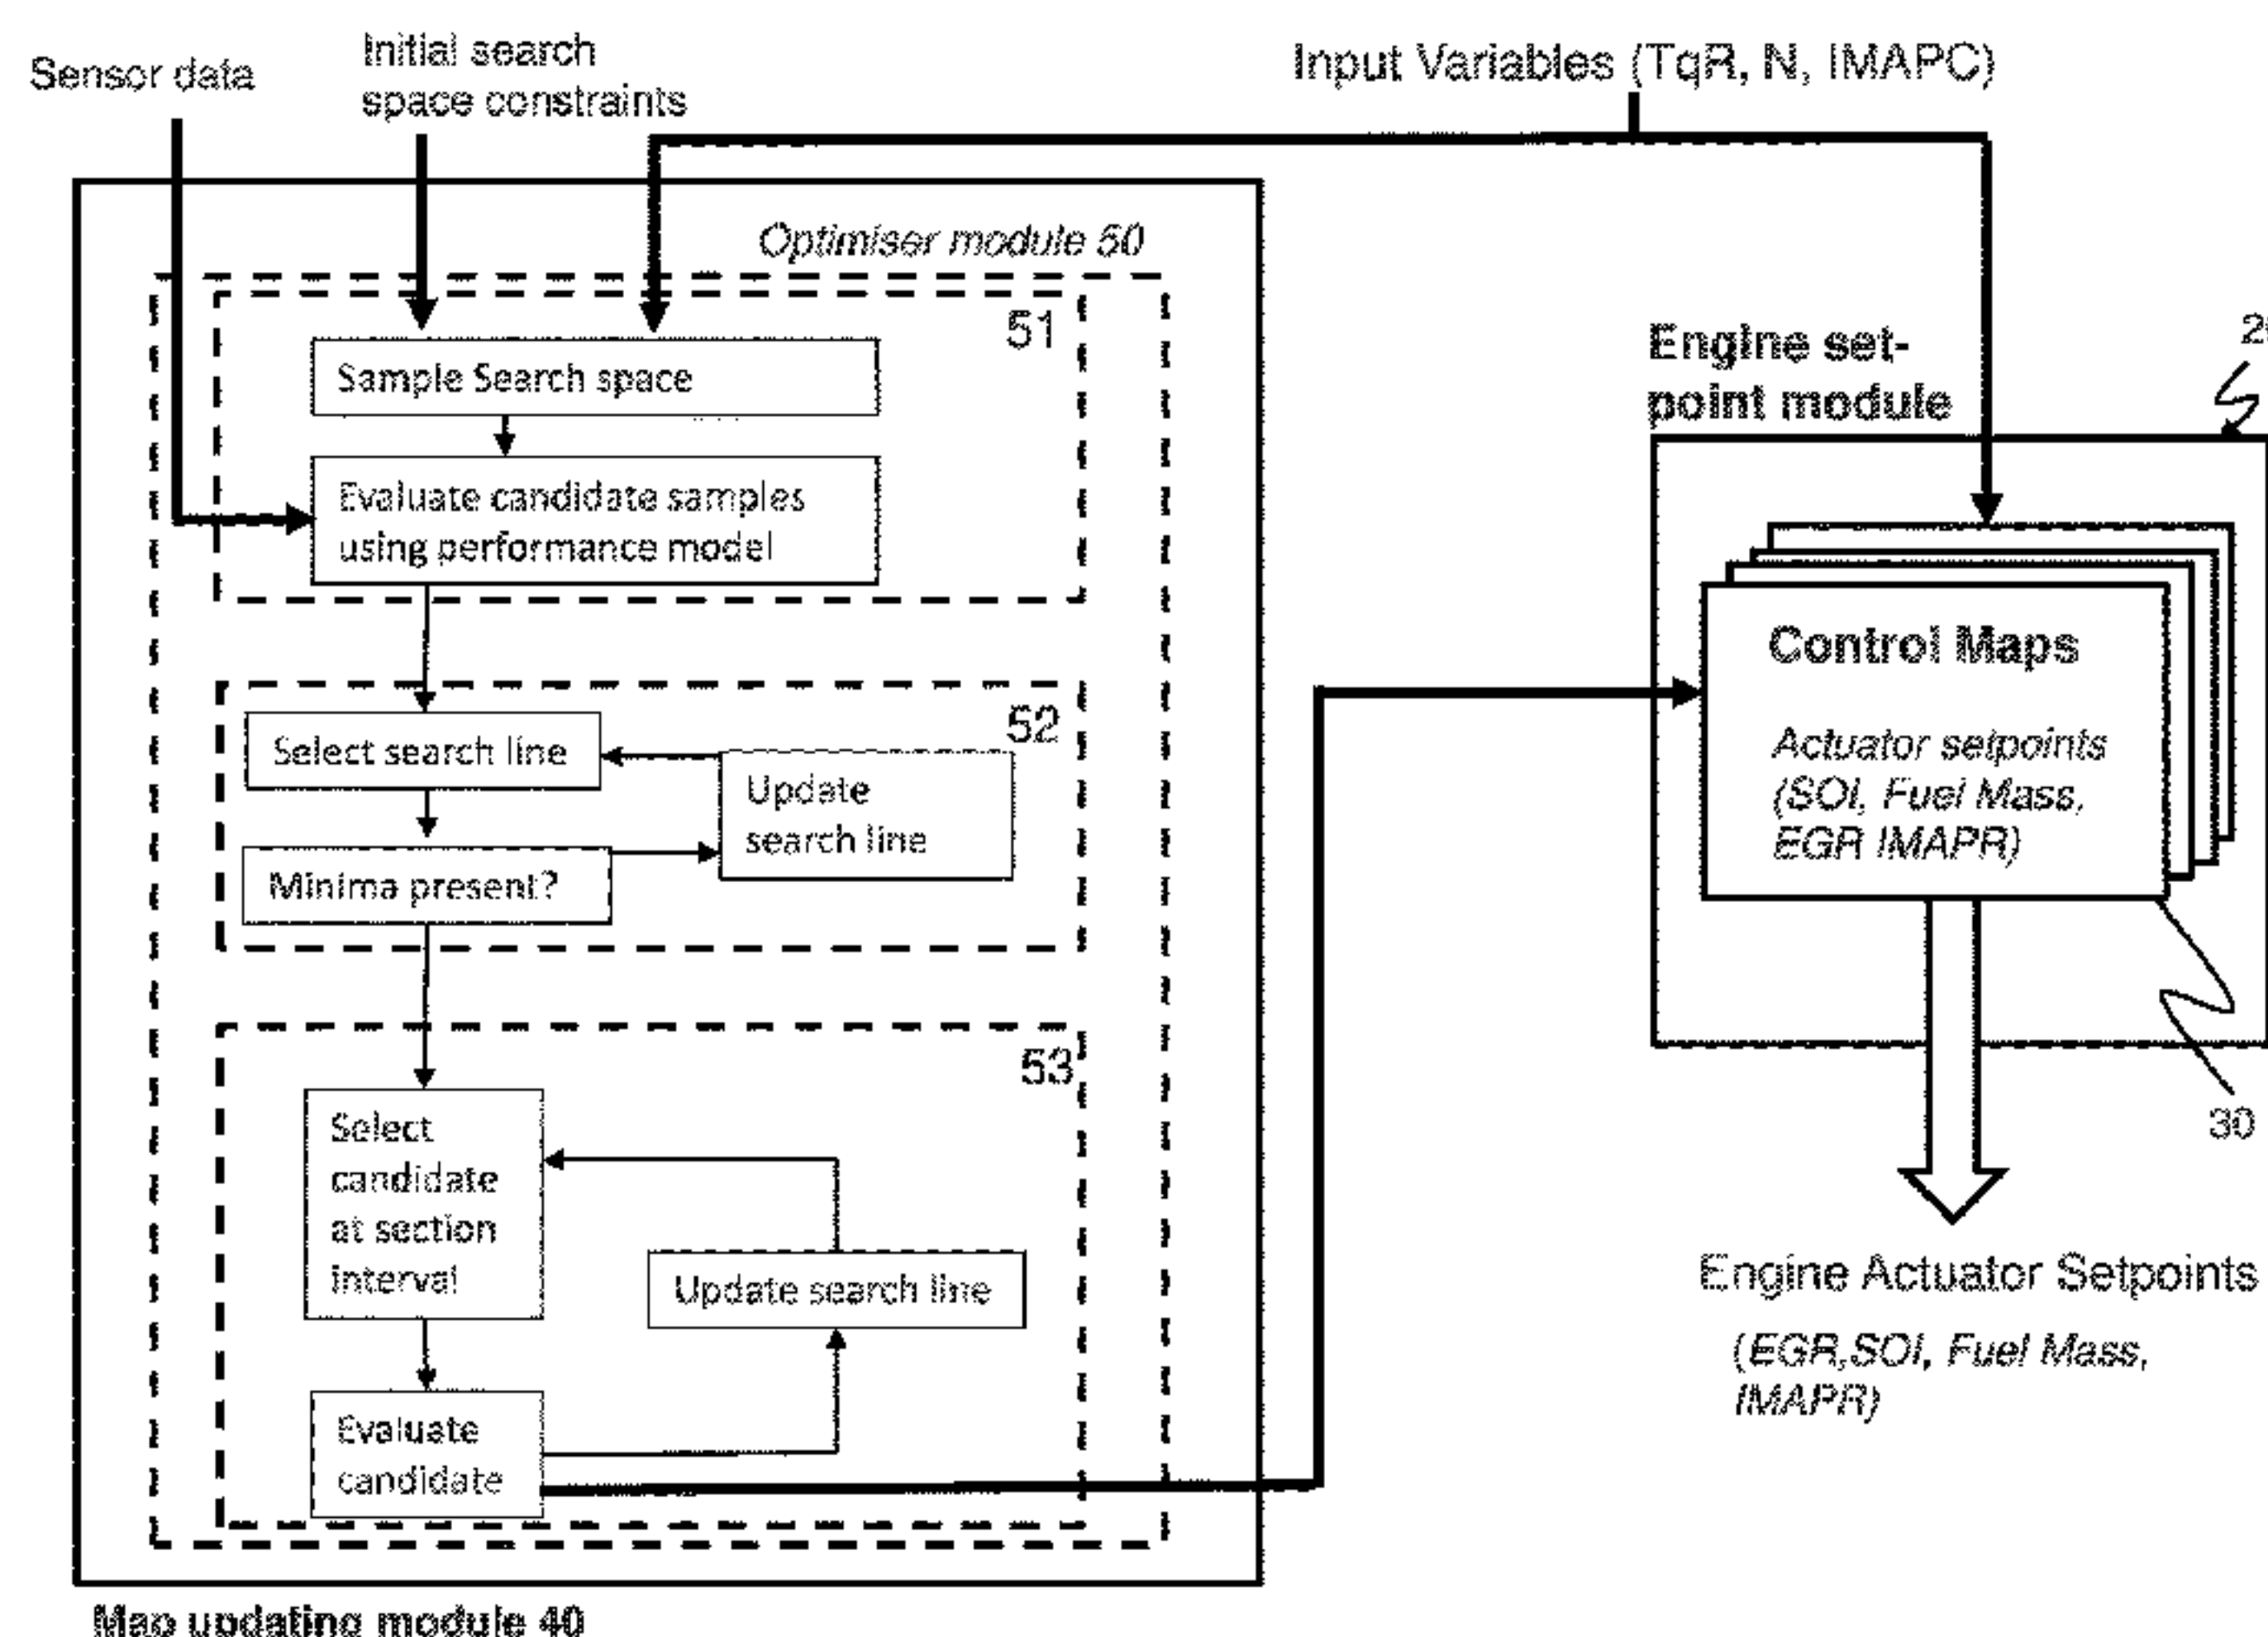 Sensor data
Initial search
space constraints
Input Variables (TqR, N, IMAPC)
Optimiser module 50
51
Sample Search space
Evaluate candidate samples
using performance model
52
Select search line
Update
search line
Minima present?
53
Select
candidate
at section
interval
Update search line
Evaluate
candidate
Map updating module 40
Engine set-
point module
Control Maps
Actuator setpoints
(SOI, Fuel Mass,
EGR IMAPR)
30
Engine Actuator Setpoints
(EGR,SOI, Fuel Mass,
IMAPR)